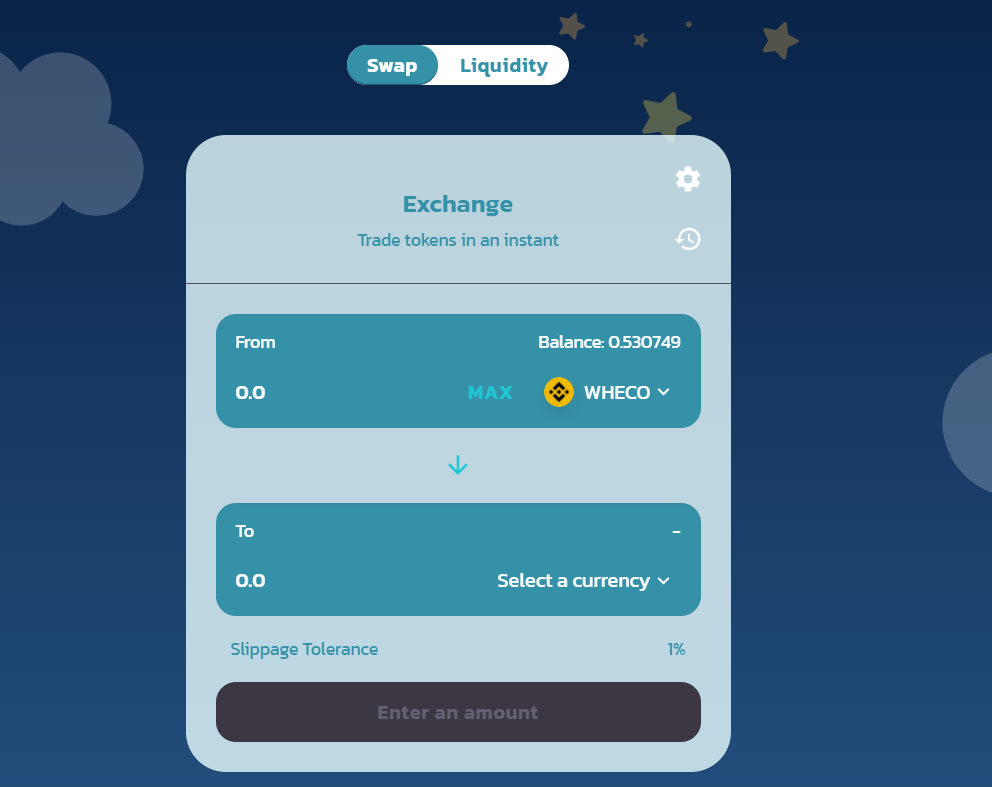 Swap Liquidity
Exchange
Trade tokens in an instant
From Balance: 0.530749
0.0 MAX WHECO
To -
0.0 Select a currency
Slippage Tolerance 1%
Enter an amount